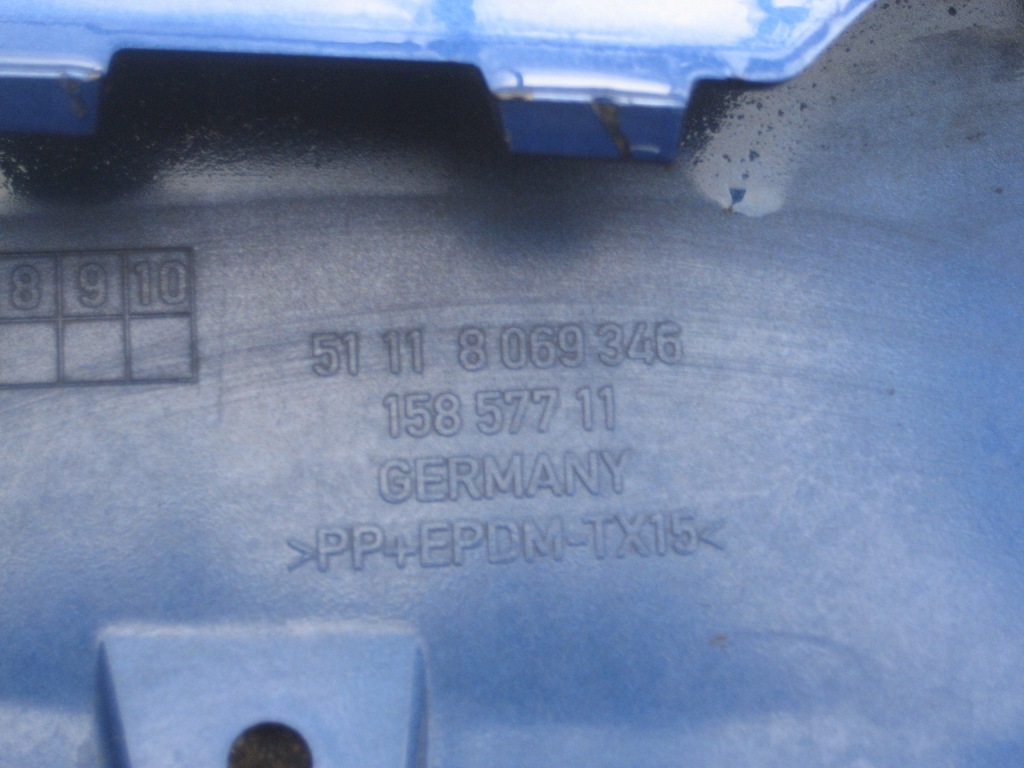 8 9 10
51 11 8 069 346
158 577 11
GERMANY
>PP+EPDM-TX15<